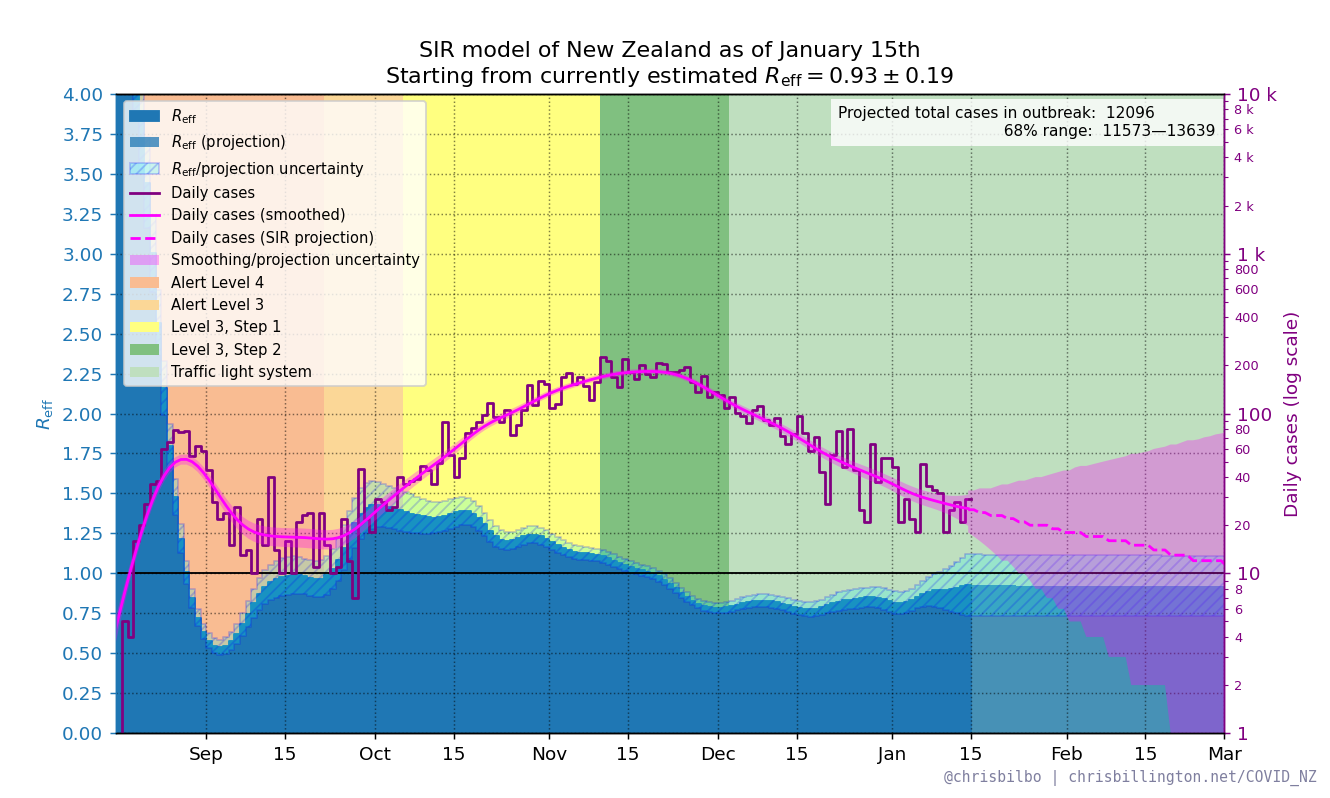 SIR model of New Zealand as of January 15th
Starting from currently estimated R_eff = 0.93 ± 0.19
Projected total cases in outbreak: 12096
68% range: 11573—13639
R_eff
R_eff (projection)
R_eff/projection uncertainty
Daily cases
Daily cases (smoothed)
Daily cases (SIR projection)
Smoothing/projection uncertainty
Alert Level 4
Alert Level 3
Level 3, Step 1
Level 3, Step 2
Traffic light system
R_eff
4.00
3.75
3.50
3.25
3.00
2.75
2.50
2.25
2.00
1.75
1.50
1.25
1.00
0.75
0.50
0.25
0.00
10 k
8 k
6 k
4 k
2 k
1 k
800
600
400
200
100
80
60
40
20
10
8
6
4
2
1
Daily cases (log scale)
Sep 15 Oct 15 Nov 15 Dec 15 Jan 15 Feb 15 Mar
@chrisbilbo | chrisbillington.net/COVID_NZ